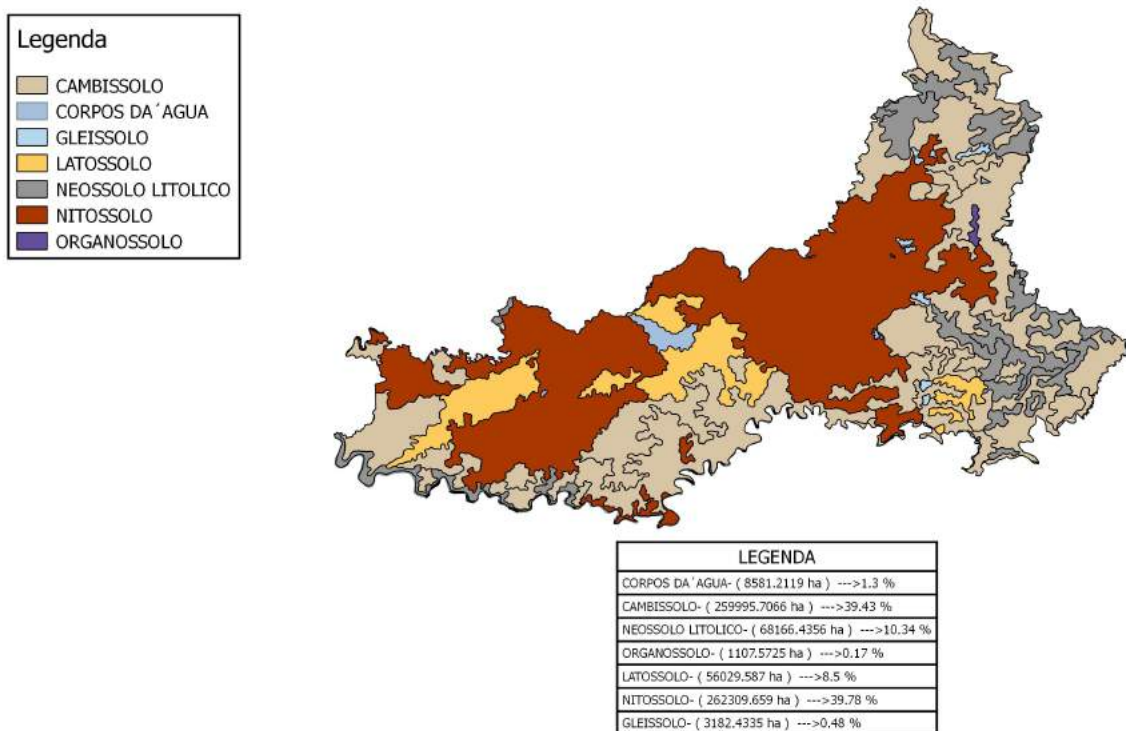 Legenda
CAMBISSOLO
CORPOS DA´AGUA
GLEISSOLO
LATOSSOLO
NEOSSOLO LITOLICO
NITOSSOLO
ORGANOSSOLO
LEGENDA
CORPOS DA´AGUA- ( 8581.2119 ha ) --->1.3 %
CAMBISSOLO- ( 259995.7066 ha ) --->39.43 %
NEOSSOLO LITOLICO- ( 68166.4356 ha ) --->10.34 %
ORGANOSSOLO- ( 1107.5725 ha ) --->0.17 %
LATOSSOLO- ( 56029.587 ha ) --->8.5 %
NITOSSOLO- ( 262309.659 ha ) --->39.78 %
GLEISSOLO- ( 3182.4335 ha ) --->0.48 %